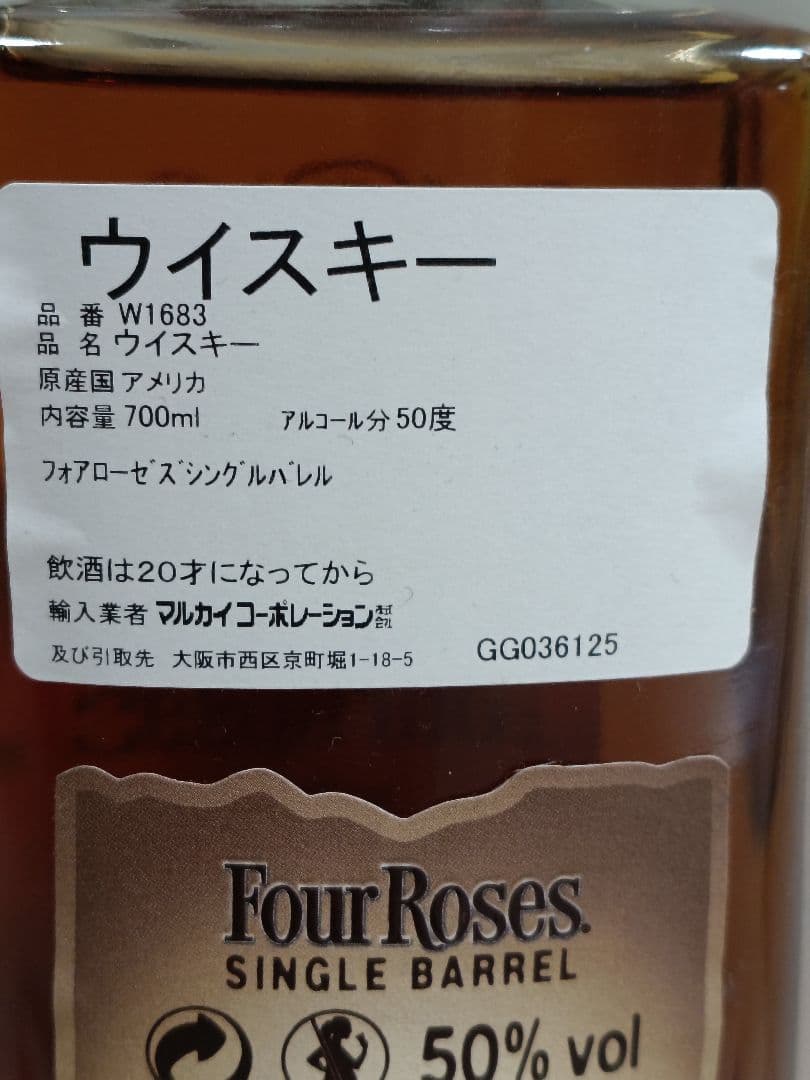 ウイスキー
品 番 W1683
品 名 ウイスキー
原産国 アメリカ
内容量 700ml アルコール分 50度
フォアローゼズシングルバレル
飲酒は20才になってから
輸入業者 マルカイコーポレーション株式会社
及び引取先 大阪市西区京町堀1-18-5 GG036125
Four Roses.
SINGLE BARREL
50% vol